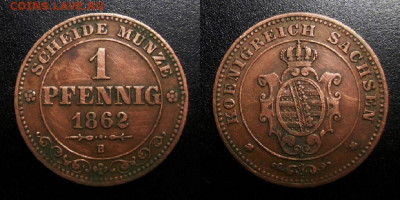 COINS.LAVE.RU
SCHEIDE MÜNZE
1
PFENNIG
1862
B
KOENIGREICH SACHSEN